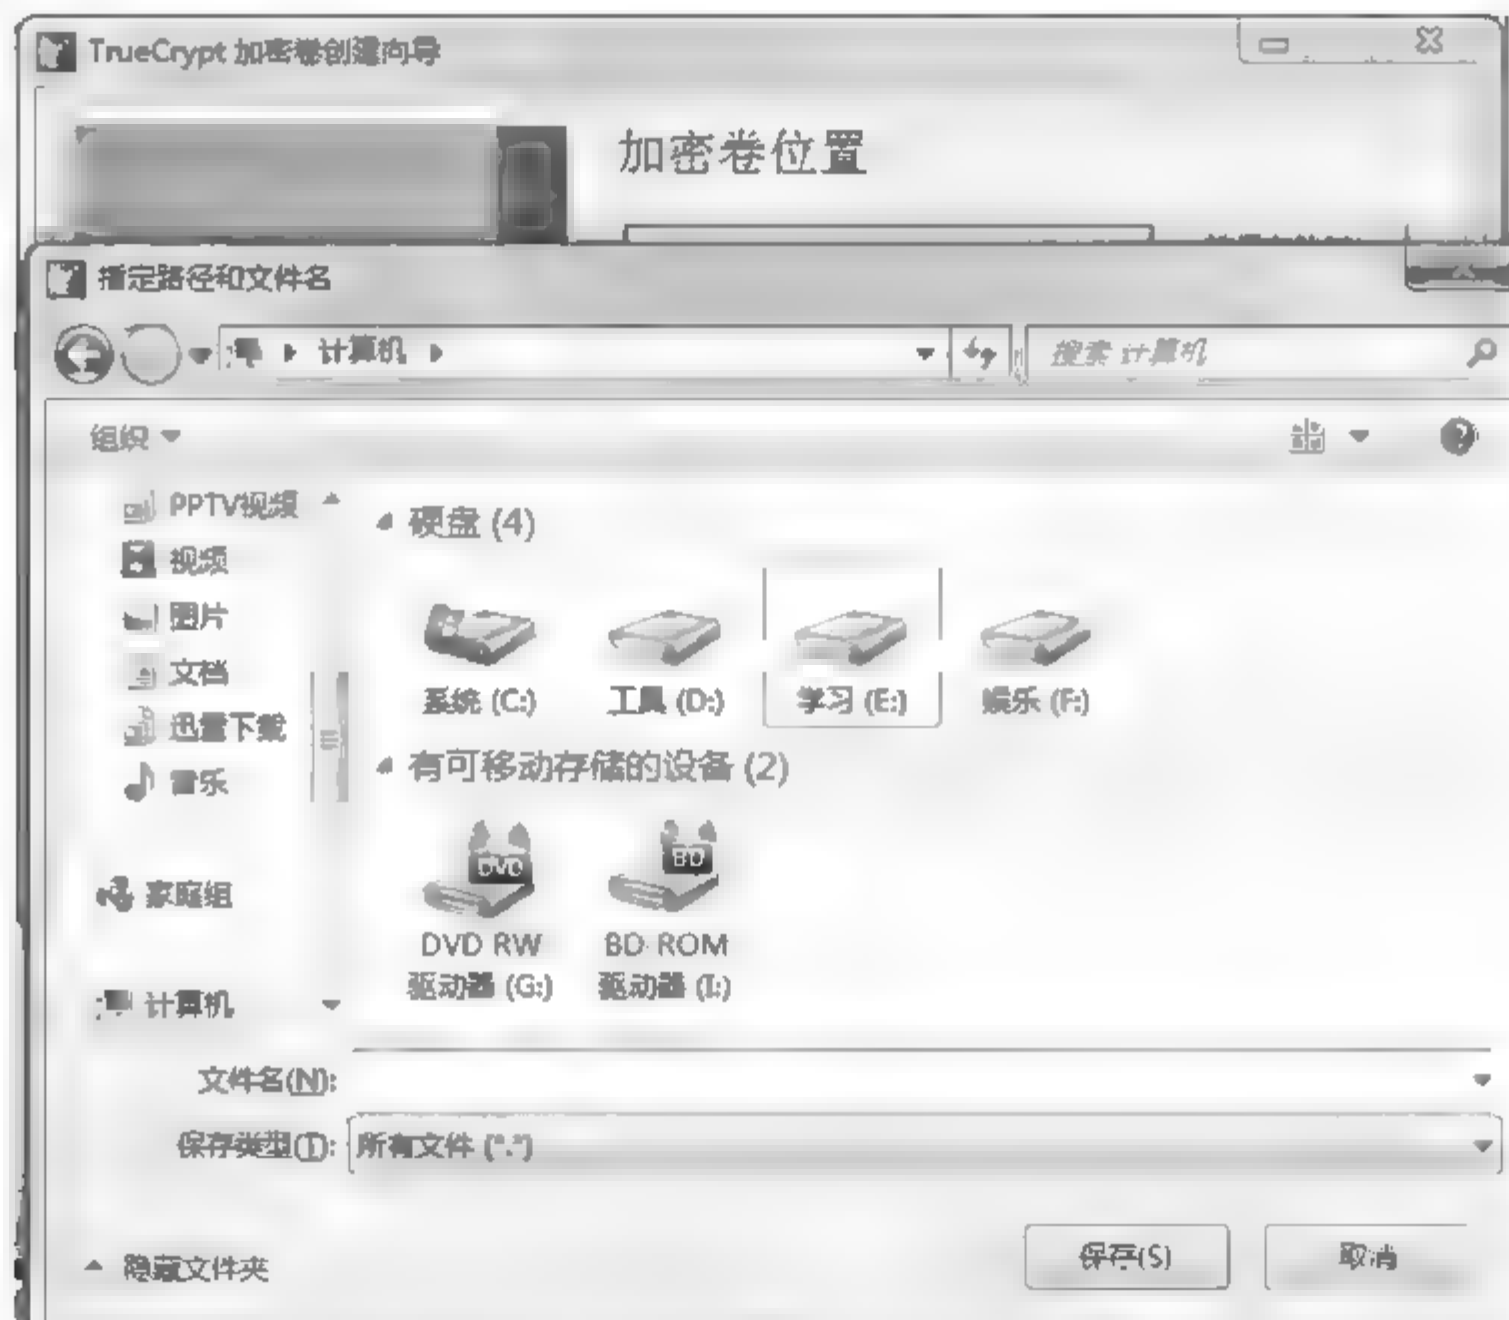 TrueCrypt 加密卷创建向导
加密卷位置
指定路径和文件名
计算机
搜索 计算机
组织
PPTV视频
视频
图片
文档
迅雷下载
音乐
家庭组
计算机
硬盘 (4)
系统 (C:)
工具 (D:)
学习 (E:)
娱乐 (F:)
有可移动存储的设备 (2)
DVD
BD
DVD RW
驱动器 (G:)
BD-ROM
驱动器 (I:)
文件名(N):
保存类型(T):
所有文件 (*.*)
隐藏文件夹
保存(S)
取消